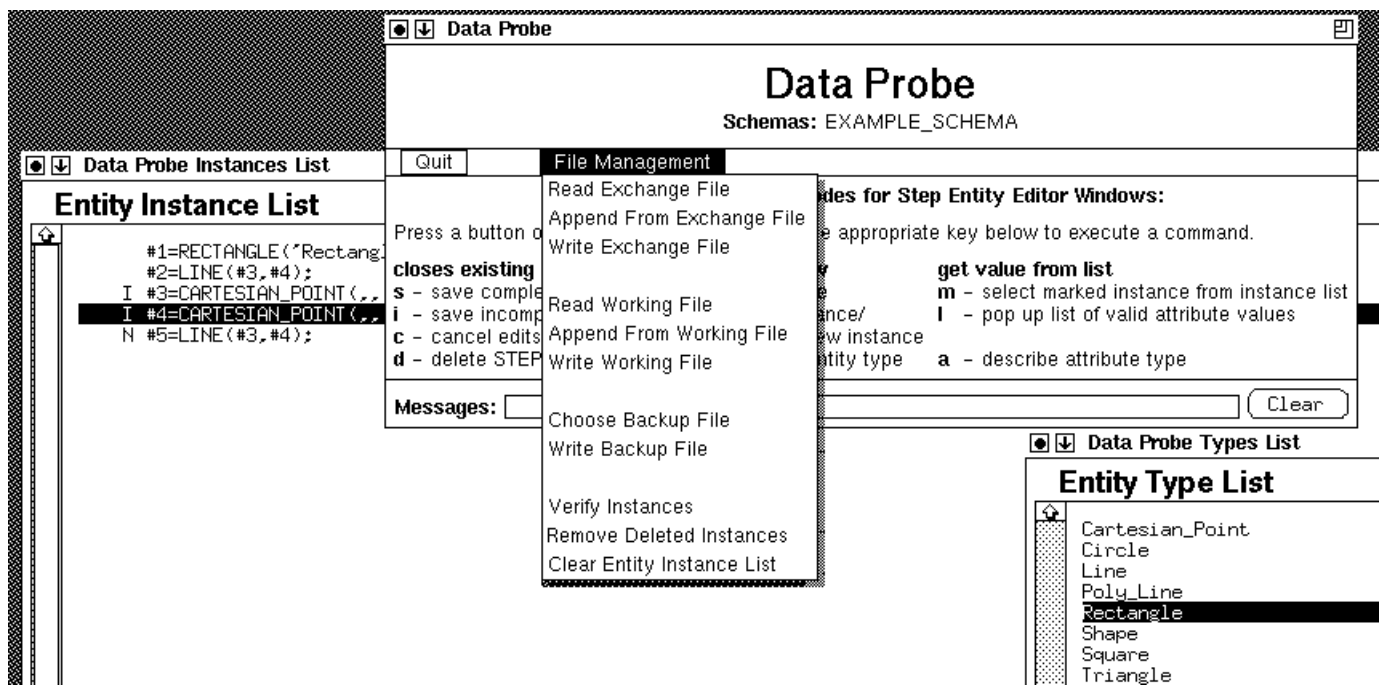 Data Probe
Data Probe
Schemas: EXAMPLE_SCHEMA
Quit File Management
Read Exchange File
Append From Exchange File
Write Exchange File
Read Working File
Append From Working File
Write Working File
Choose Backup File
Write Backup File
Verify Instances
Remove Deleted Instances
Clear Entity Instance List
for Step Entity Editor Windows:
Press a button appropriate key below to execute a command.
closes existing get value from list
s - save m - select marked instance from instance list
i - save l - pop up list of valid attribute values
c - cancel edits instance
d - delete STEP type a - describe attribute type
Messages: Clear
Data Probe Instances List
Entity Instance List
#1=RECTANGLE("Rectang
#2=LINE(#3,#4);
I #3=CARTESIAN_POINT(,,
I #4=CARTESIAN_POINT(,,
N #5=LINE(#3,#4);
Data Probe Types List
Entity Type List
Cartesian_Point
Circle
Line
Poly_Line
Rectangle
Shape
Square
Triangle